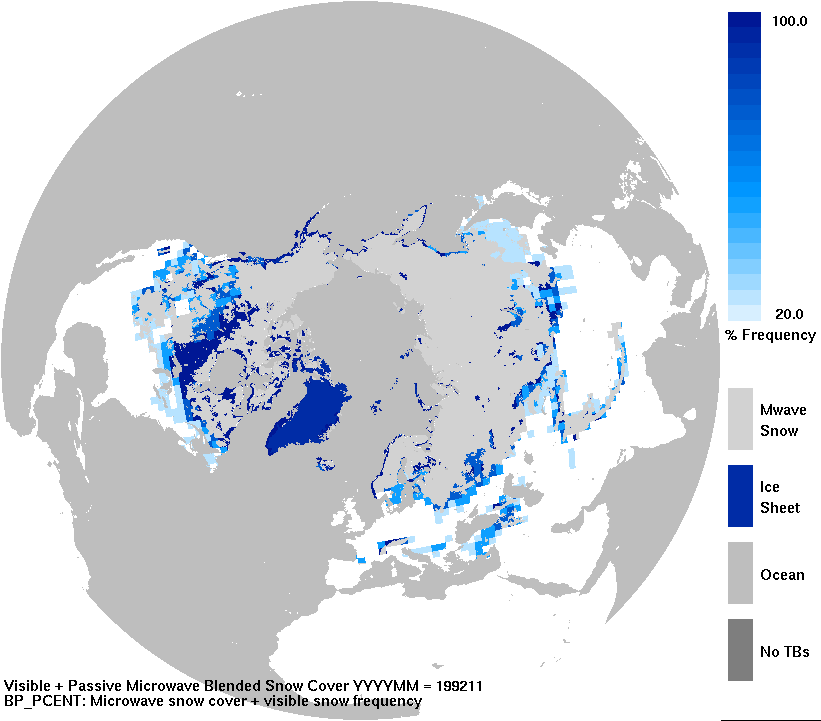 100.0
20.0
% Frequency
Mwave
Snow
Ice
Sheet
Ocean
No TBs
Visible + Passive Microwave Blended Snow Cover YYYYMM = 199211
BP_PCENT: Microwave snow cover + visible snow frequency